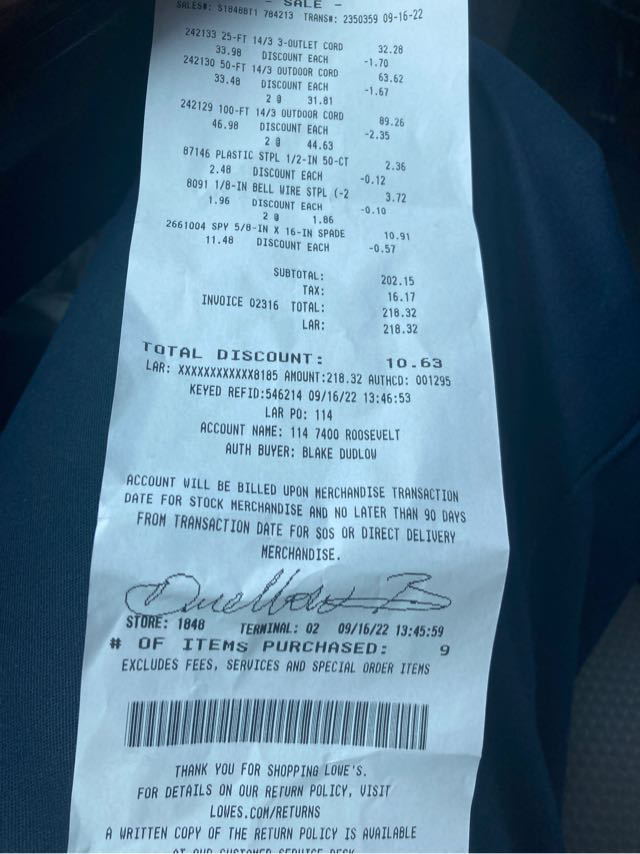 - SALE -
SALES#: S1848BT1 784213 TRANS#: 2350359 09-16-22
242133 25-FT 14/3 3-OUTLET CORD 32.28
33.98 DISCOUNT EACH -1.70
242130 50-FT 14/3 OUTDOOR CORD 63.62
33.48 DISCOUNT EACH -1.67
2 @ 31.81
242129 100-FT 14/3 OUTDOOR CORD 89.26
46.98 DISCOUNT EACH -2.35
2 @ 44.63
87146 PLASTIC STPL 1/2-IN 50-CT 2.36
2.48 DISCOUNT EACH -0.12
8091 1/8-IN BELL WIRE STPL (-2 3.72
1.96 DISCOUNT EACH -0.10
2 @ 1.86
2661004 SPY 5/8-IN X 16-IN SPADE 10.91
11.48 DISCOUNT EACH -0.57
SUBTOTAL: 202.15
TAX: 16.17
INVOICE 02316 TOTAL: 218.32
LAR: 218.32
TOTAL DISCOUNT: 10.63
LAR: XXXXXXXXXXXX8185 AMOUNT:218.32 AUTHCD: 001295
KEYED REFID:546214 09/16/22 13:46:53
LAR PO: 114
ACCOUNT NAME: 114 7400 ROOSEVELT
AUTH BUYER: BLAKE DUDLOW
ACCOUNT WILL BE BILLED UPON MERCHANDISE TRANSACTION
DATE FOR STOCK MERCHANDISE AND NO LATER THAN 90 DAYS
FROM TRANSACTION DATE FOR SOS OR DIRECT DELIVERY
MERCHANDISE.
STORE: 1848 TERMINAL: 02 09/16/22 13:45:59
# OF ITEMS PURCHASED: 9
EXCLUDES FEES, SERVICES AND SPECIAL ORDER ITEMS
THANK YOU FOR SHOPPING LOWE'S.
FOR DETAILS ON OUR RETURN POLICY, VISIT
LOWES.COM/RETURNS
A WRITTEN COPY OF THE RETURN POLICY IS AVAILABLE
AT OUR CUSTOMER SERVICE DESK